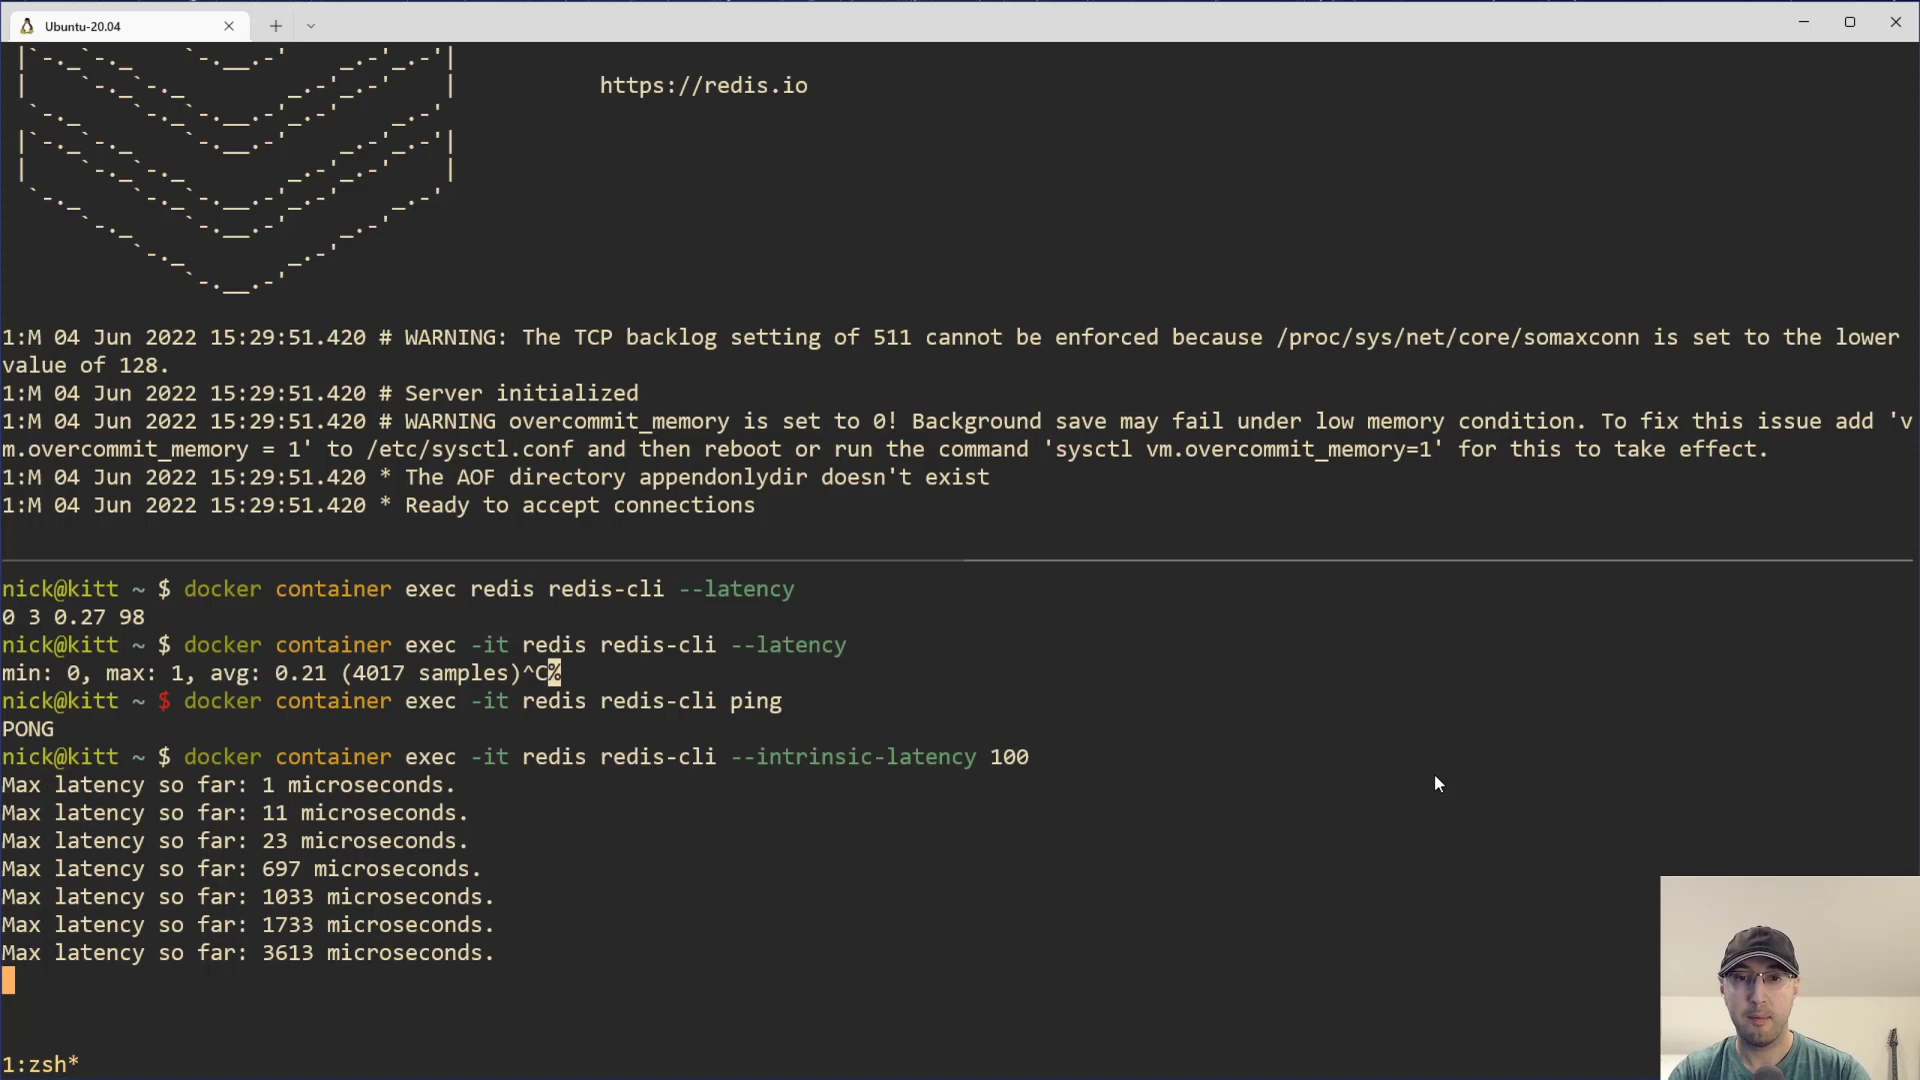 Ubuntu-20.04
https://redis.io
1:M 04 Jun 2022 15:29:51.420 # WARNING: The TCP backlog setting of 511 cannot be enforced because /proc/sys/net/core/somaxconn is set to the lower
value of 128.
1:M 04 Jun 2022 15:29:51.420 # Server initialized
1:M 04 Jun 2022 15:29:51.420 # WARNING overcommit_memory is set to 0! Background save may fail under low memory condition. To fix this issue add 'v
m.overcommit_memory = 1' to /etc/sysctl.conf and then reboot or run the command 'sysctl vm.overcommit_memory=1' for this to take effect.
1:M 04 Jun 2022 15:29:51.420 * The AOF directory appendonlydir doesn't exist
1:M 04 Jun 2022 15:29:51.420 * Ready to accept connections
nick@kitt ~ $ docker container exec redis redis-cli --latency
0 3 0.27 98
nick@kitt ~ $ docker container exec -it redis redis-cli --latency
min: 0, max: 1, avg: 0.21 (4017 samples)^C%
nick@kitt ~ $ docker container exec -it redis redis-cli ping
PONG
nick@kitt ~ $ docker container exec -it redis redis-cli --intrinsic-latency 100
Max latency so far: 1 microseconds.
Max latency so far: 11 microseconds.
Max latency so far: 23 microseconds.
Max latency so far: 697 microseconds.
Max latency so far: 1033 microseconds.
Max latency so far: 1733 microseconds.
Max latency so far: 3613 microseconds.
1:zsh*